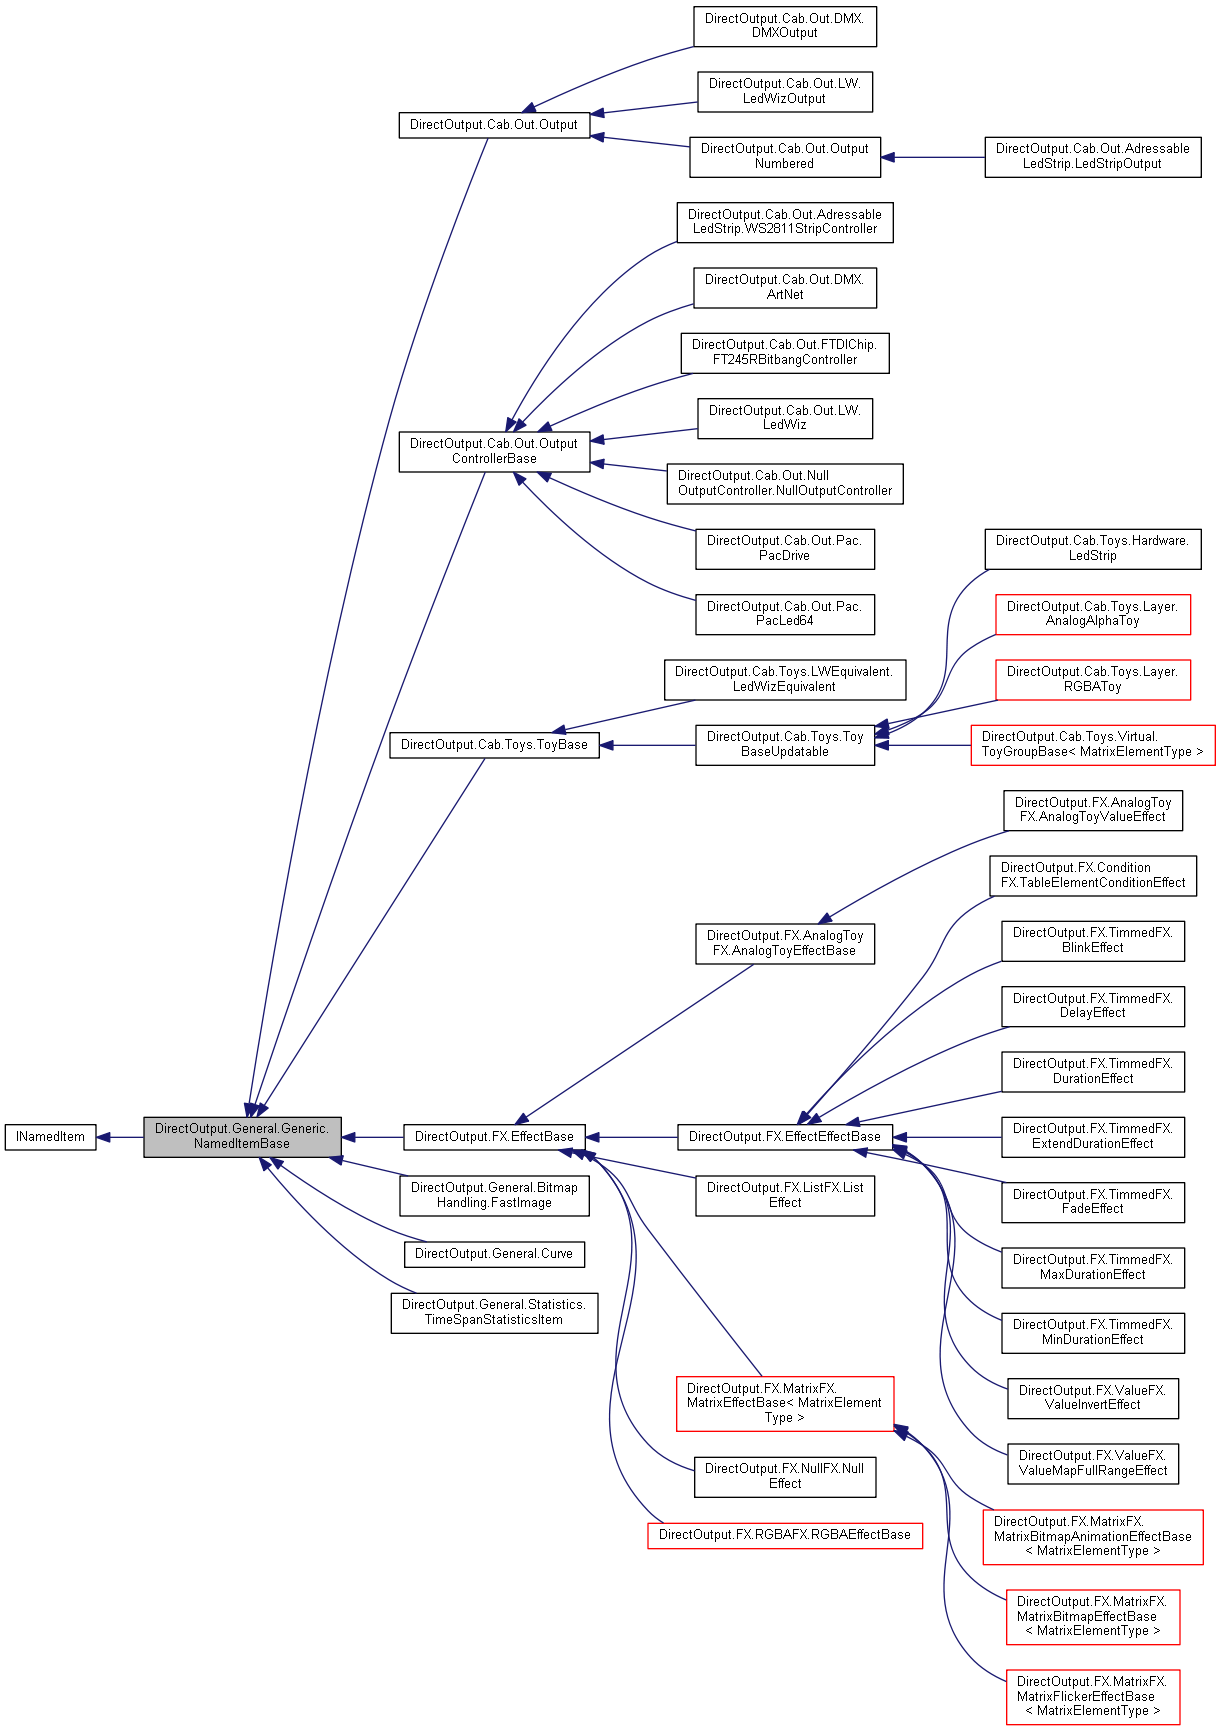 DirectOutput.Cab.Out.DMX.
DMXOutput
DirectOutput.Cab.Out.LW.
LedWizOutput
DirectOutput.Cab.Out.Output
DirectOutput.Cab.Out.Output
Numbered
DirectOutput.Cab.Out.Adressable
LedStrip.LedStripOutput
DirectOutput.Cab.Out.Adressable
LedStrip.WS2811StripController
DirectOutput.Cab.Out.DMX.
ArtNet
DirectOutput.Cab.Out.FTDIChip.
FT245RBitbangController
DirectOutput.Cab.Out.LW.
LedWiz
DirectOutput.Cab.Out.Output
ControllerBase
DirectOutput.Cab.Out.Null
OutputController.NullOutputController
DirectOutput.Cab.Out.Pac.
PacDrive
DirectOutput.Cab.Toys.Hardware.
LedStrip
DirectOutput.Cab.Out.Pac.
PacLed64
DirectOutput.Cab.Toys.Layer.
AnalogAlphaToy
DirectOutput.Cab.Toys.LWEquivalent.
LedWizEquivalent
DirectOutput.Cab.Toys.Layer.
RGBAToy
DirectOutput.Cab.Toys.ToyBase
DirectOutput.Cab.Toys.Toy
BaseUpdatable
DirectOutput.Cab.Toys.Virtual.
ToyGroupBase< MatrixElementType >
DirectOutput.FX.AnalogToy
FX.AnalogToyValueEffect
DirectOutput.FX.Condition
FX.TableElementConditionEffect
DirectOutput.FX.AnalogToy
FX.AnalogToyEffectBase
DirectOutput.FX.TimmedFX.
BlinkEffect
DirectOutput.FX.TimmedFX.
DelayEffect
DirectOutput.FX.TimmedFX.
DurationEffect
INamedItem
DirectOutput.General.Generic.
NamedItemBase
DirectOutput.FX.EffectBase
DirectOutput.FX.EffectEffectBase
DirectOutput.FX.TimmedFX.
ExtendDurationEffect
DirectOutput.General.Bitmap
Handling.FastImage
DirectOutput.FX.ListFX.List
Effect
DirectOutput.FX.TimmedFX.
FadeEffect
DirectOutput.General.Curve
DirectOutput.FX.TimmedFX.
MaxDurationEffect
DirectOutput.General.Statistics.
TimeSpanStatisticsItem
DirectOutput.FX.TimmedFX.
MinDurationEffect
DirectOutput.FX.MatrixFX.
MatrixEffectBase< MatrixElement
Type >
DirectOutput.FX.ValueFX.
ValueInvertEffect
DirectOutput.FX.NullFX.Null
Effect
DirectOutput.FX.ValueFX.
ValueMapFullRangeEffect
DirectOutput.FX.RGBAFX.RGBAEffectBase
DirectOutput.FX.MatrixFX.
MatrixBitmapAnimationEffectBase
< MatrixElementType >
DirectOutput.FX.MatrixFX.
MatrixBitmapEffectBase
< MatrixElementType >
DirectOutput.FX.MatrixFX.
MatrixFlickerEffectBase
< MatrixElementType >